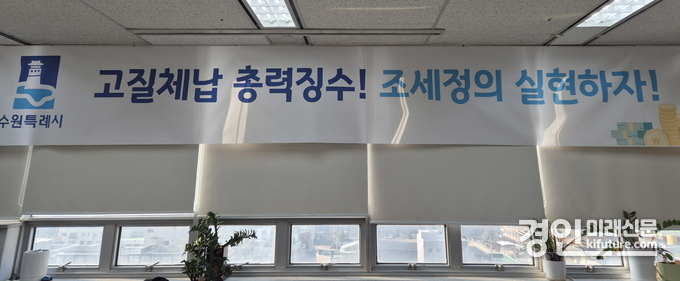 고질체납 총력징수! 조세정의 실현하자!
수원특례시
경인미래신문
kifuture.com